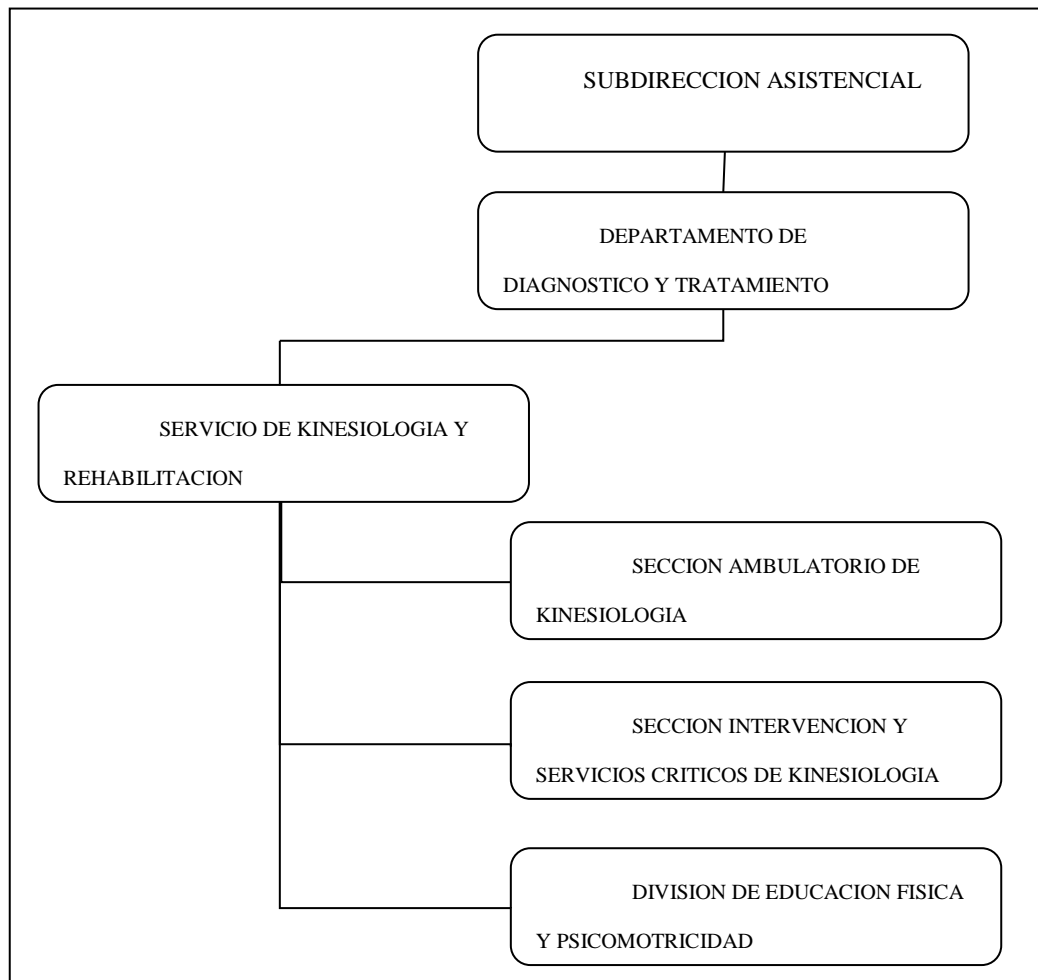 SUBDIRECCION ASISTENCIAL
DEPARTAMENTO DE
DIAGNOSTICO Y TRATAMIENTO
SERVICIO DE KINESIOLOGIA Y
REHABILITACION
SECCION AMBULATORIO DE
KINESIOLOGIA
SECCION INTERVENCION Y
SERVICIOS CRITICOS DE KINESIOLOGIA
DIVISION DE EDUCACION FISICA
Y PSICOMOTRICIDAD